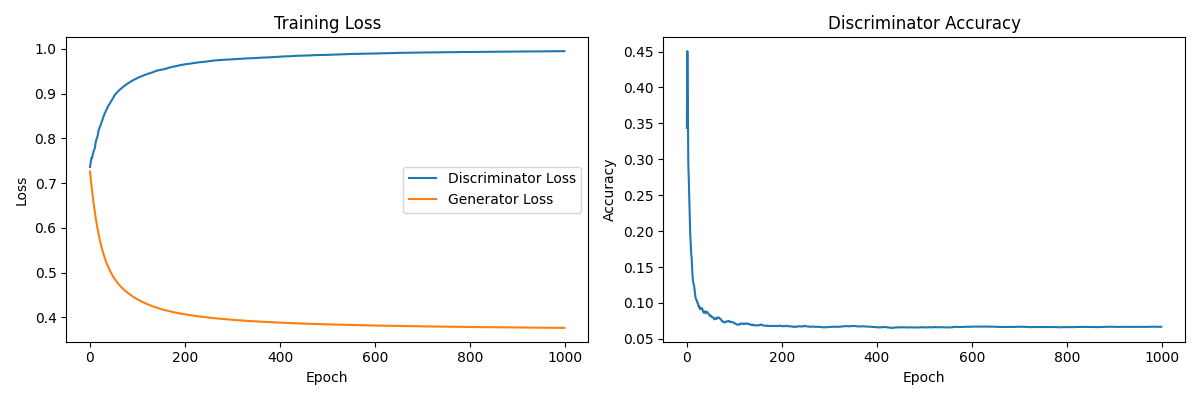 Training Loss
1.0
0.9
0.8
0.7
0.6
0.5
0.4
Loss
0 200 400 600 800 1000
Epoch
Discriminator Loss
Generator Loss
Discriminator Accuracy
0.45
0.40
0.35
0.30
0.25
0.20
0.15
0.10
0.05
Accuracy
0 200 400 600 800 1000
Epoch